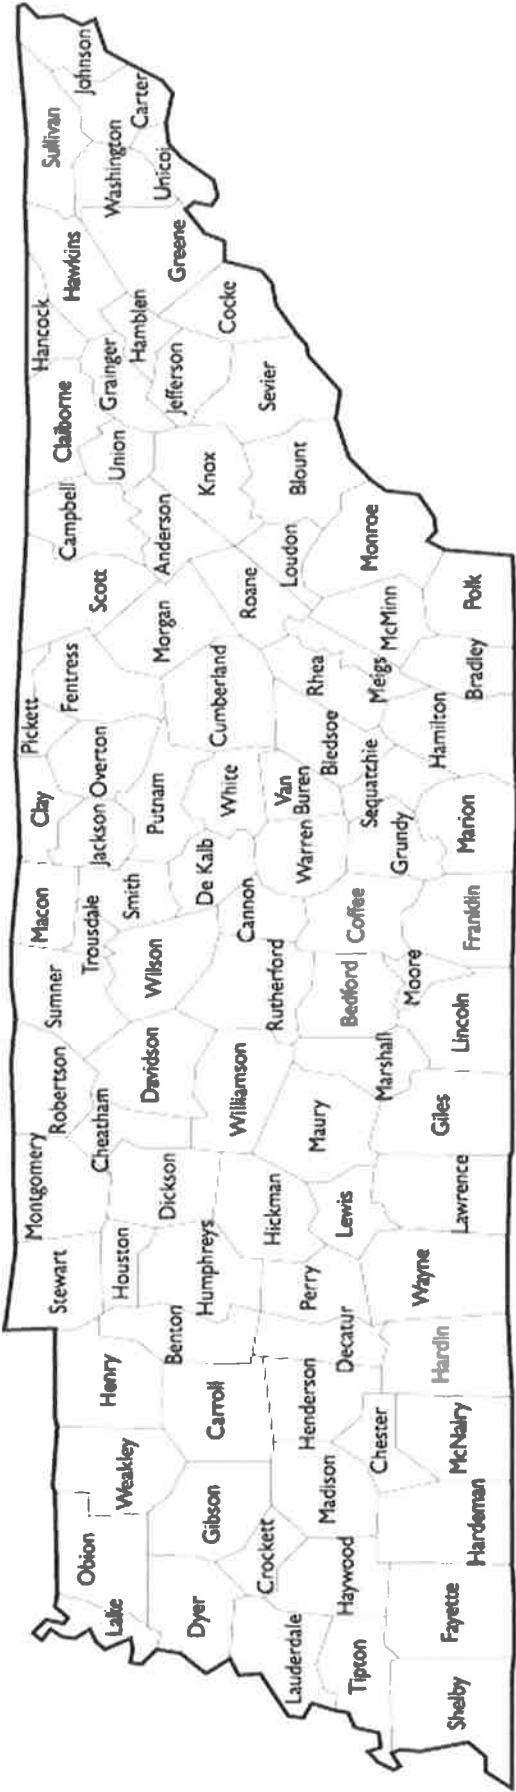 Johnson
Sullivan
Carter
Washington
Unicoi
Hawkins
Greene
Hancock
Hamblen
Cocke
Claiborne
Grainger
Jefferson
Sevier
Union
Campbell
Knox
Blount
Anderson
Scott
Loudon
Monroe
Morgan
Roane
McMinn
Polk
Fentress
Pickett
Cumberland
Rhea
Meigs
Bradley
Overton
Clay
Jackson
Putnam
White
Van
Buren
Bledsoe
Sequatchie
Hamilton
Marion
Grundy
Warren
De Kalb
Smith
Macon
Trousdale
Cannon
Coffee
Franklin
Sumner
Wilson
Rutherford
Bedford
Moore
Lincoln
Robertson
Davidson
Williamson
Marshall
Giles
Cheatham
Maury
Montgomery
Dickson
Hickman
Lewis
Lawrence
Stewart
Houston
Humphreys
Perry
Wayne
Benton
Decatur
Hardin
Henry
Carroll
Henderson
Chester
McNairy
Weakley
Gibson
Madison
Hardeman
Obion
Crockett
Haywood
Fayette
Lake
Dyer
Lauderdale
Tipton
Shelby